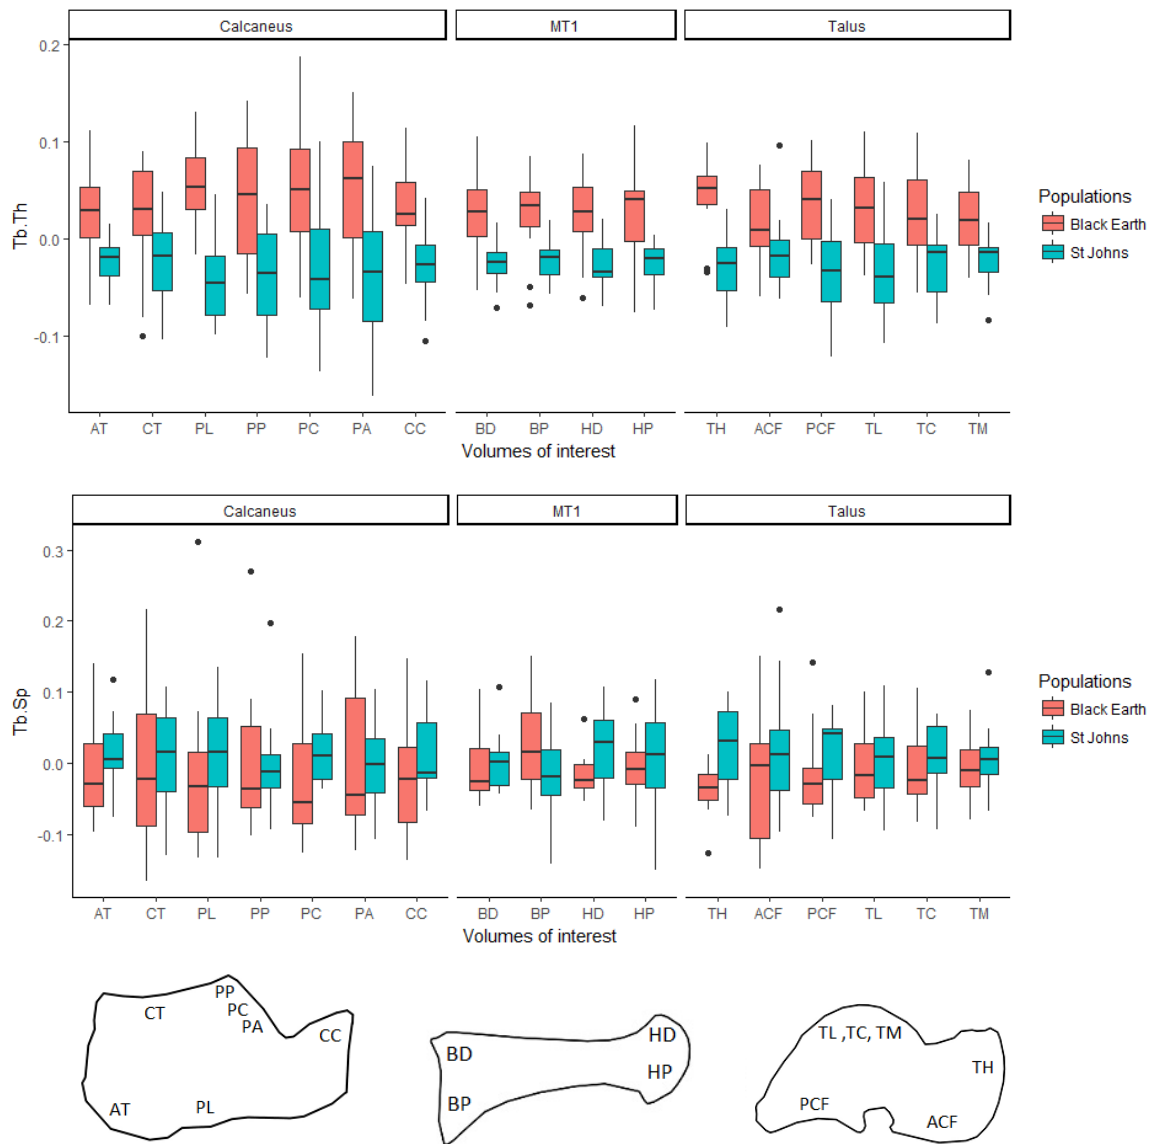 Calcaneus MT1 Talus
0.2
0.1
0.0
-0.1
Tb.Th
AT CT PL PP PC PA CC BD BP HD HP TH ACF PCF TL TC TM
Volumes of interest
Populations
Black Earth
St Johns
Calcaneus MT1 Talus
0.3
0.2
0.1
0.0
-0.1
Tb.Sp
AT CT PL PP PC PA CC BD BP HD HP TH ACF PCF TL TC TM
Volumes of interest
Populations
Black Earth
St Johns
PP
CT PC
PA
CC
AT PL
BD HD
HP
BP
TL ,TC, TM
TH
PCF
ACF